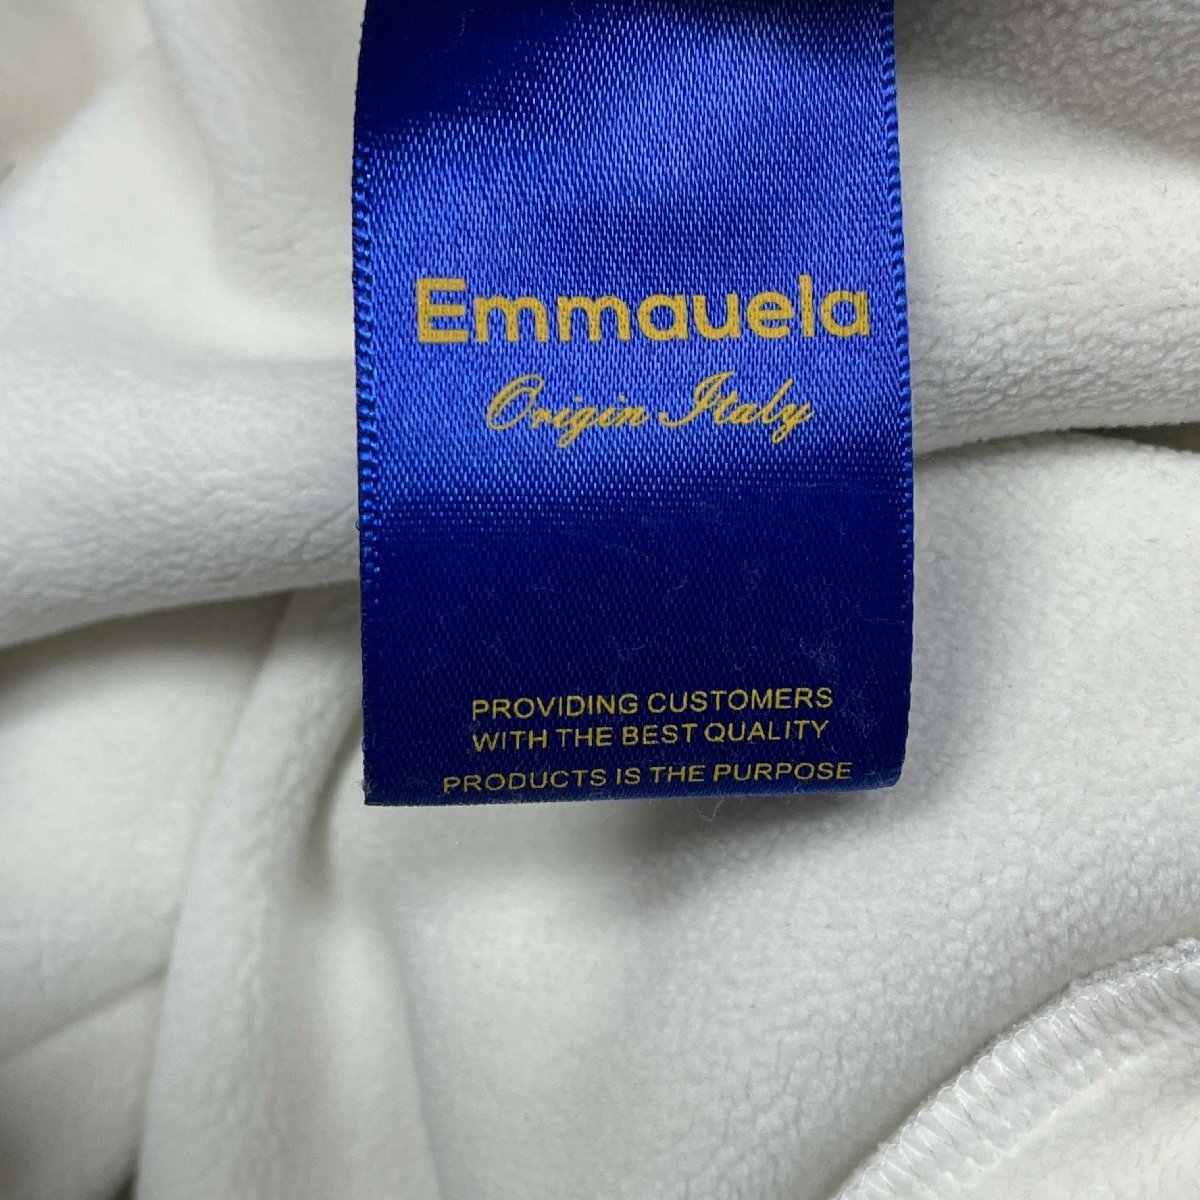 Emmauela
Origin Italy
PROVIDING CUSTOMERS
WITH THE BEST QUALITY
PRODUCTS IS THE PURPOSE